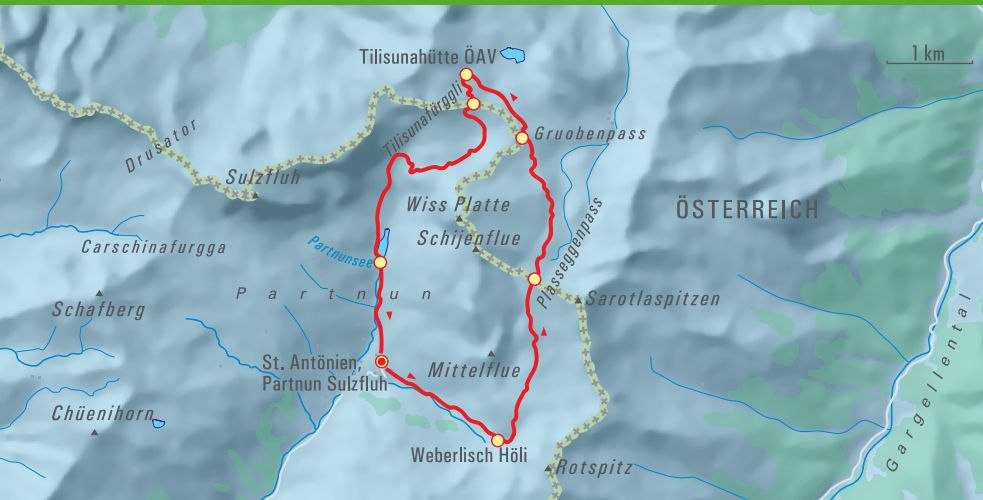 Tilisunahütte ÖAV
1 km
Tilisunafürggli
Gruobenpass
Drusator
Sulzfluh
Wiss Platte
ÖSTERREICH
Schijenflue
Plasseggenpass
Carschinafurgga
Partnunsee
Partnun
Sarotlaspitzen
Schafberg
St. Antönien,
Partnun Sulzfluh
Mittelflue
Gargellental
Chüenihorn
Weberlisch Höli
Rotspitz